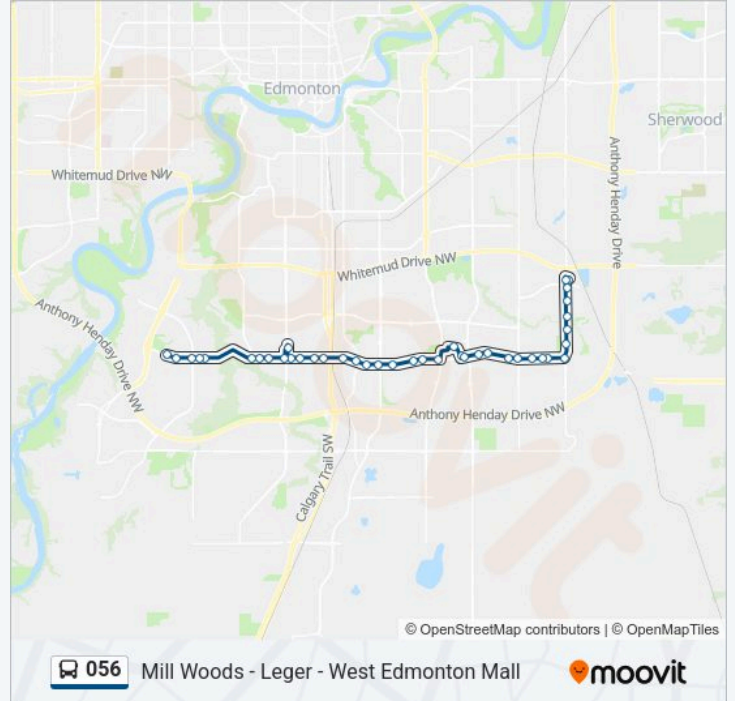 Edmonton
Sherwood
Whitemud Drive NW
Anthony Henday Drive
Whitemud Drive NW
Anthony Henday Drive NW
Anthony Henday Drive NW
Calgary Trail SW
moovit
© OpenStreetMap contributors | © OpenMapTiles
056 Mill Woods - Leger - West Edmonton Mall moovit